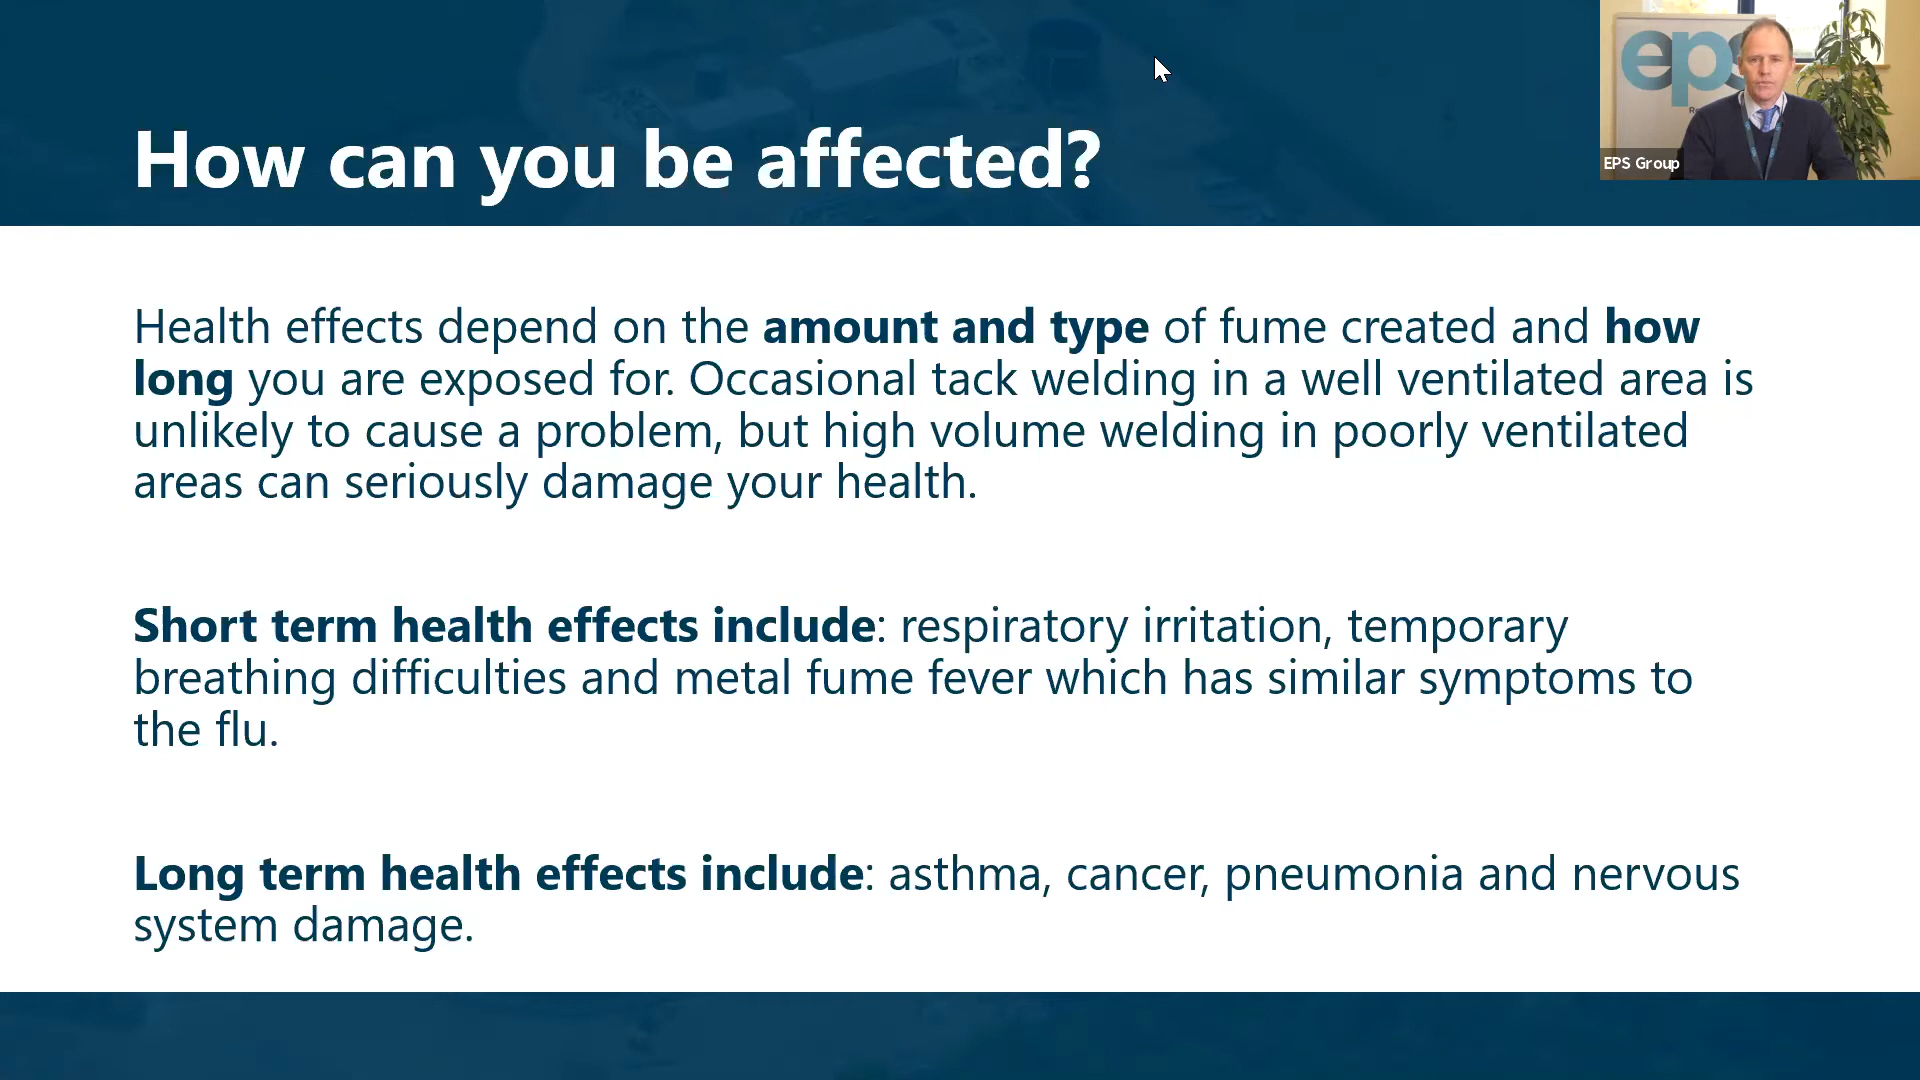 How can you be affected?
eps
EPS Group
Health effects depend on the amount and type of fume created and how
long you are exposed for. Occasional tack welding in a well ventilated area is
unlikely to cause a problem, but high volume welding in poorly ventilated
areas can seriously damage your health.
Short term health effects include: respiratory irritation, temporary
breathing difficulties and metal fume fever which has similar symptoms to
the flu.
Long term health effects include: asthma, cancer, pneumonia and nervous
system damage.